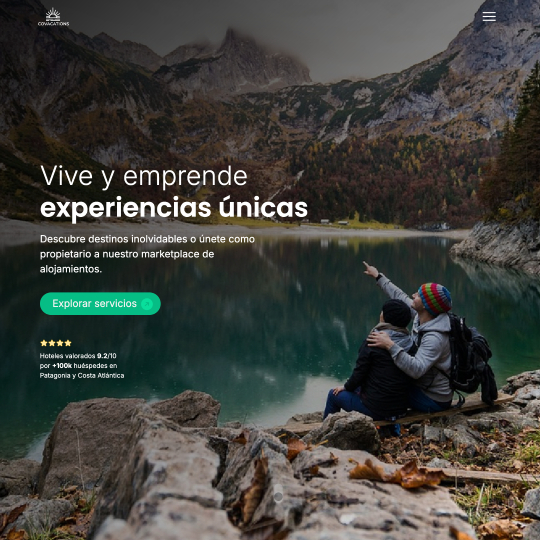 COVACATIONS
Vive y emprende
experiencias únicas
Descubre destinos inolvidables o únete como
propietario a nuestro marketplace de
alojamientos.
Explorar servicios
Hoteles valorados 9.2/10
por +100k huéspedes en
Patagonia y Costa Atlántica